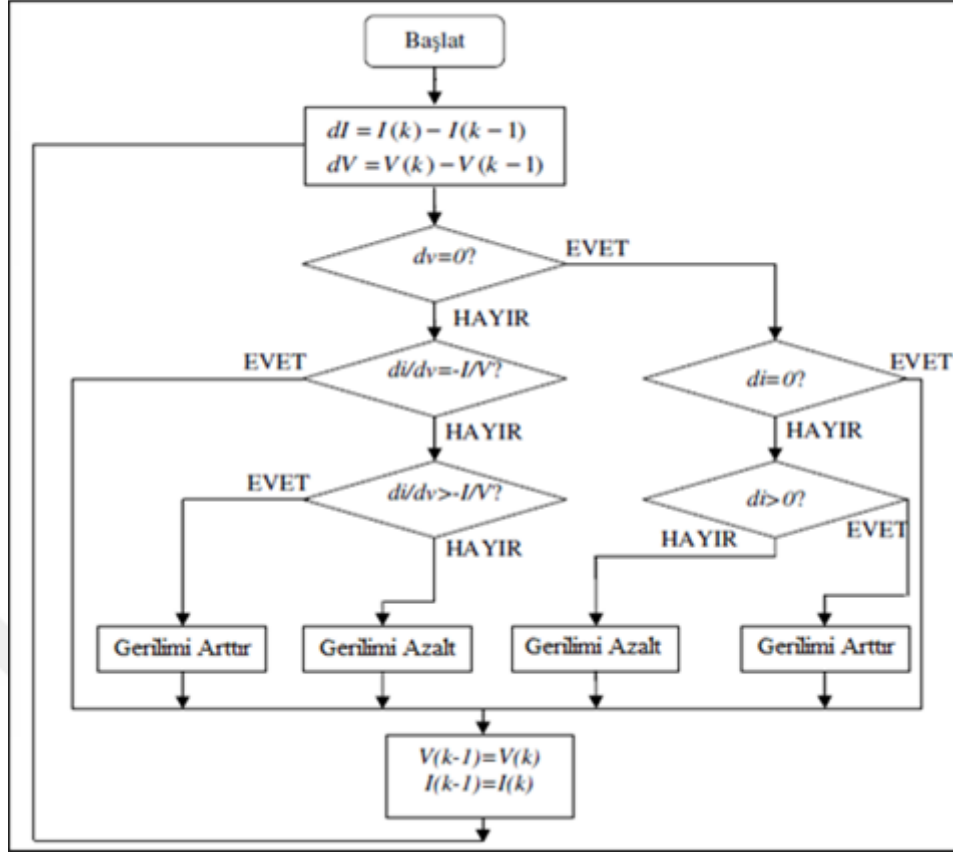 Başlat
dI = I(k) − I(k − 1)
dV = V(k) − V(k − 1)
dv=0?
EVET
HAYIR
EVET
di/dv=-I/V?
di=0?
EVET
HAYIR
HAYIR
EVET
di/dv>-I/V?
di>0?
HAYIR
HAYIR
EVET
Gerilimi Arttır
Gerilimi Azalt
Gerilimi Azalt
Gerilimi Arttır
V(k-1)=V(k)
I(k-1)=I(k)